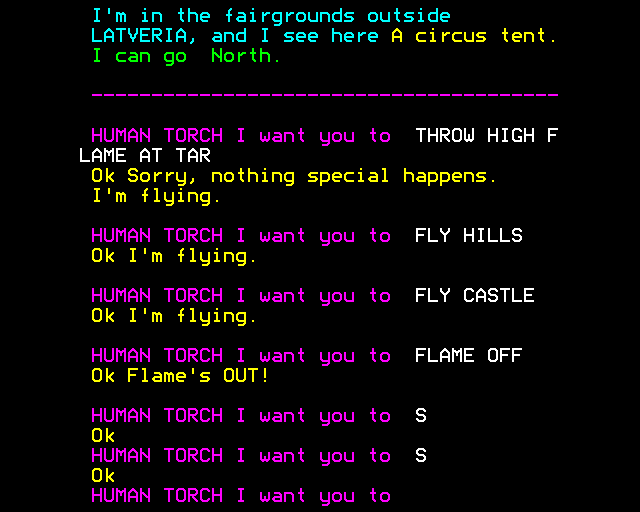 I'm in the fairgrounds outside
LATVERIA, and I see here A circus tent.
I can go  North.
---------------------------------------
HUMAN TORCH I want you to  THROW HIGH F
LAME AT TAR
Ok Sorry, nothing special happens.
I'm flying.
HUMAN TORCH I want you to  FLY HILLS
Ok I'm flying.
HUMAN TORCH I want you to  FLY CASTLE
Ok I'm flying.
HUMAN TORCH I want you to  FLAME OFF
Ok Flame's OUT!
HUMAN TORCH I want you to  S
Ok
HUMAN TORCH I want you to  S
Ok
HUMAN TORCH I want you to